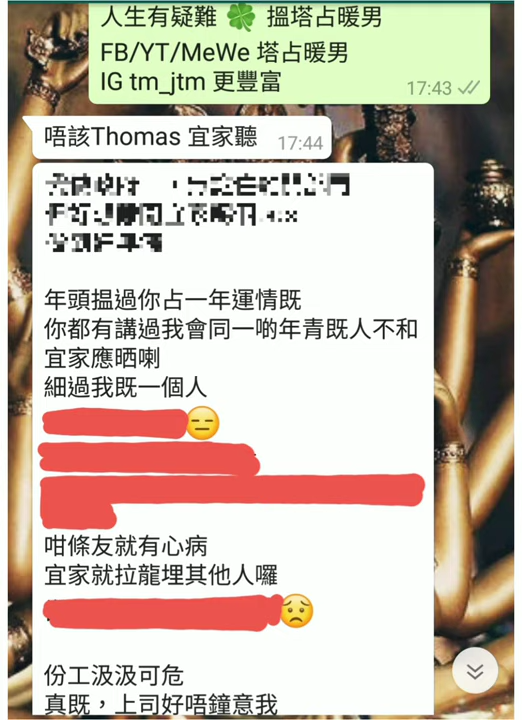 人生有疑難 🍀 搵塔占暖男
FB/YT/MeWe 塔占暖男
IG tm_jtm 更豐富
17:43
唔該Thomas 宜家聽
17:44
年頭揾過你占一年運情既
你都有講過我會同一啲年青既人不和
宜家應晒喇
細過我既一個人
😑
咁條友就有心病
宜家就拉龍埋其他人囉
😟
份工汲汲可危
真既，上司好唔鐘意我